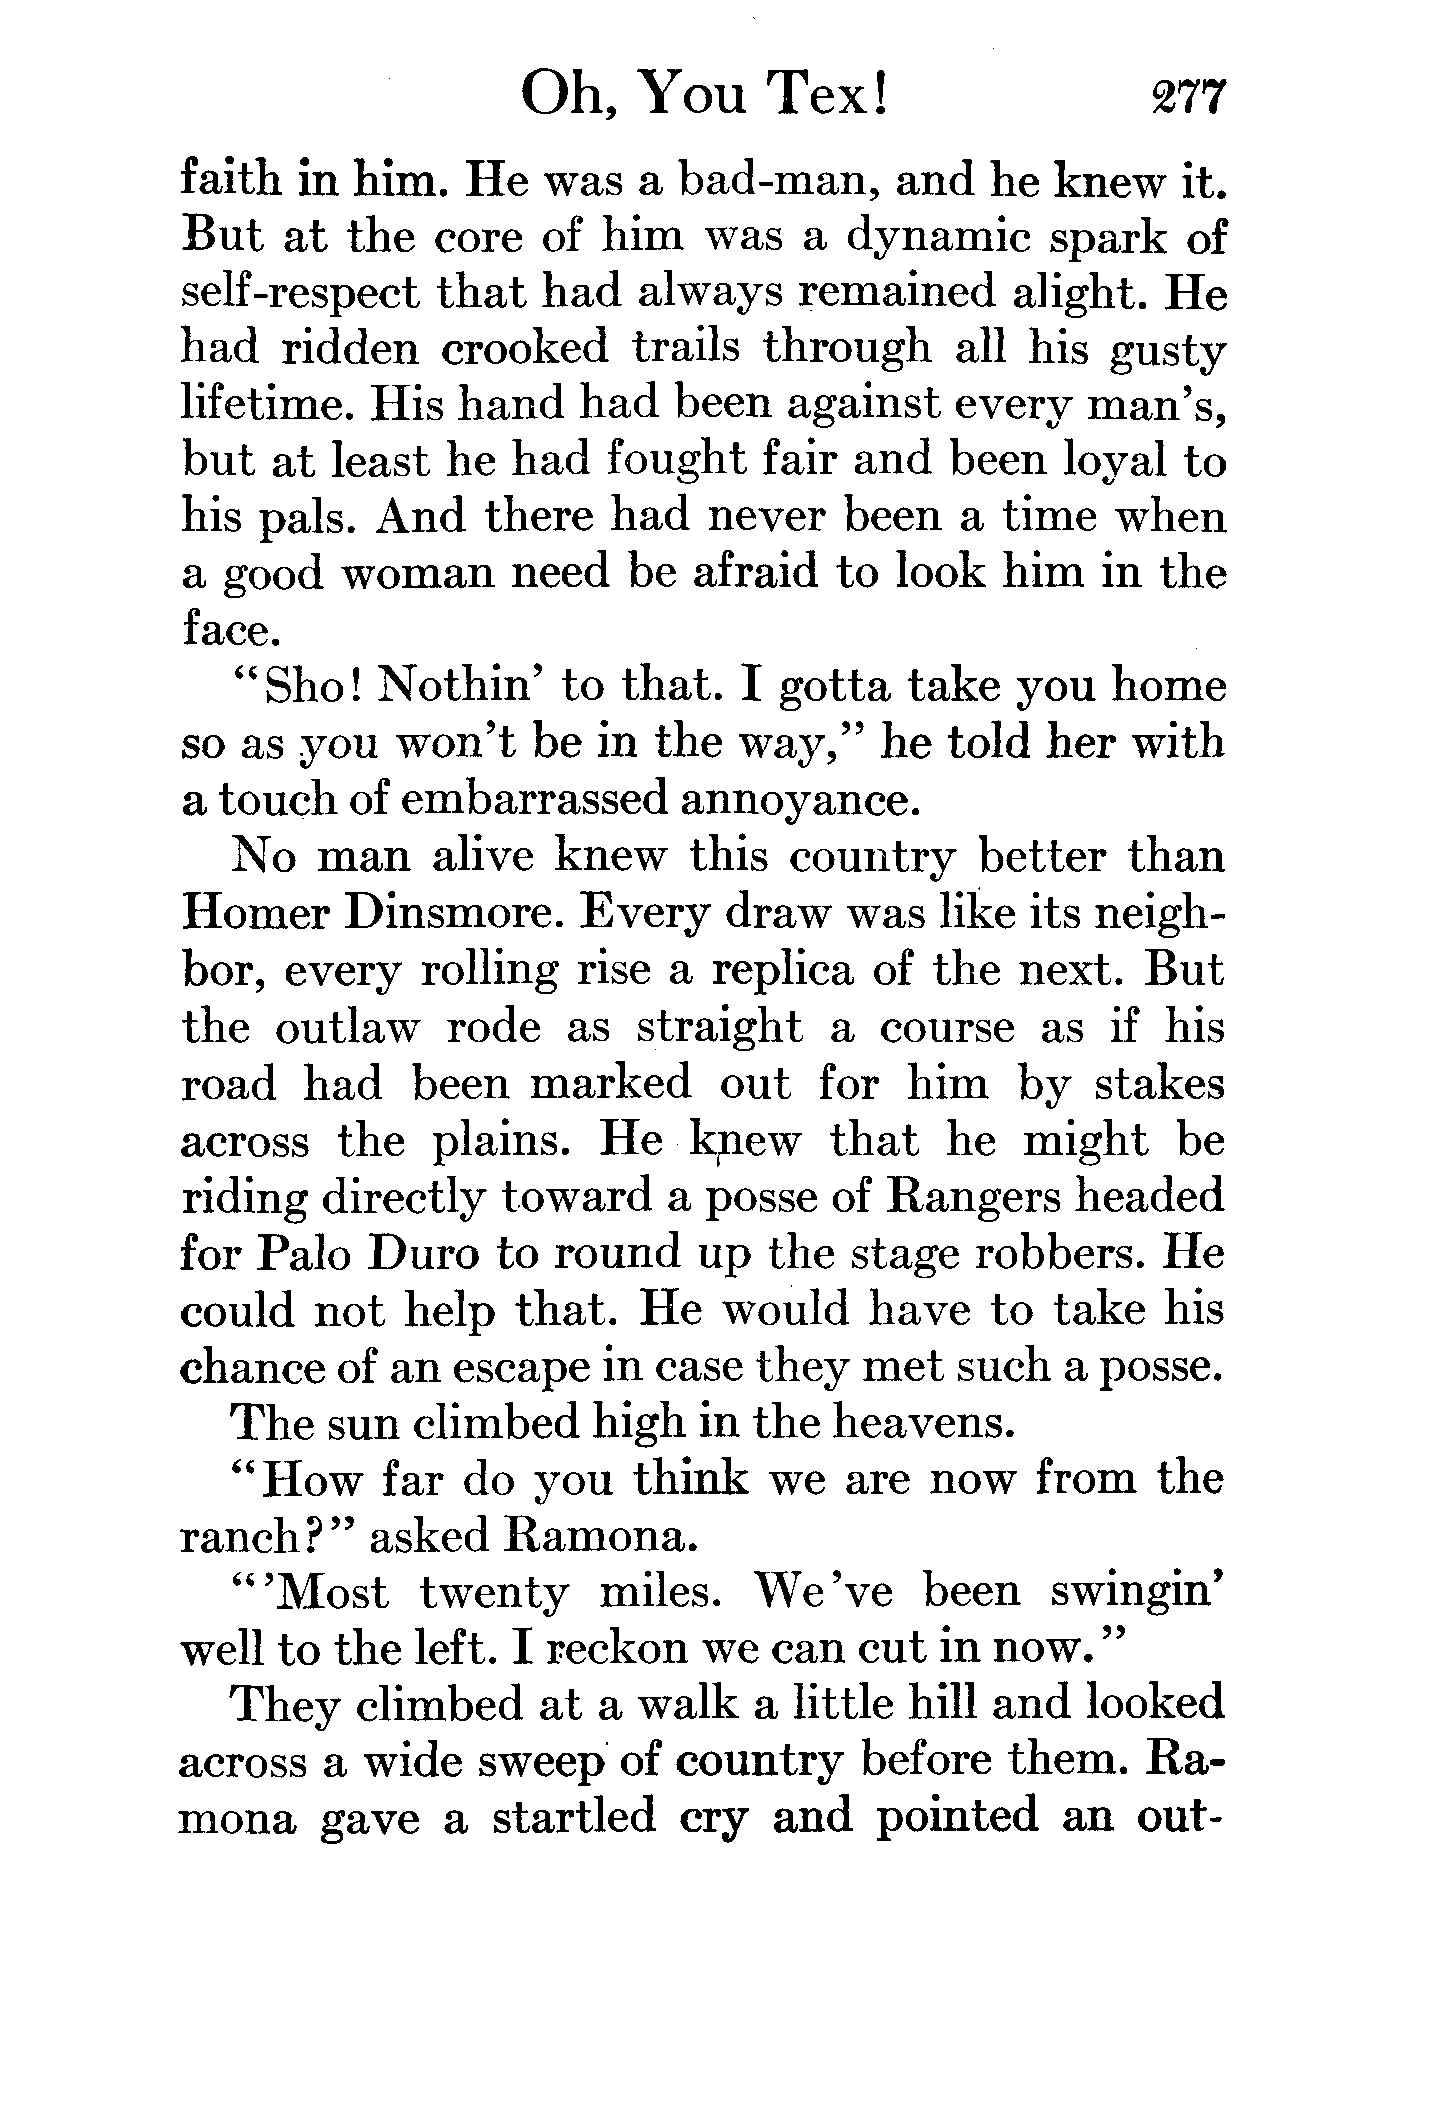 Oh, You Tex! 277
faith in him. He was a bad-man, and he knew it.
But at the core of him was a dynamic spark of
self-respect that had always remained alight. He
had ridden crooked trails through all his gusty
lifetime. His hand had been against every man's,
but at least he had fought fair and been loyal to
his pals. And there had never been a time when
a good woman need be afraid to look him in the
face.
"Sho! Nothin' to that. I gotta take you home
so as you won't be in the way," he told her with
a touch of embarrassed annoyance.
No man alive knew this country better than
Homer Dinsmore. Every draw was like its neigh-
bor, every rolling rise a replica of the next. But
the outlaw rode as straight a course as if his
road had been marked out for him by stakes
across the plains. He knew that he might be
riding directly toward a posse of Rangers headed
for Palo Duro to round up the stage robbers. He
could not help that. He would have to take his
chance of an escape in case they met such a posse.
The sun climbed high in the heavens.
"How far do you think we are now from the
ranch?" asked Ramona.
"'Most twenty miles. We've been swingin'
well to the left. I reckon we can cut in now."
They climbed at a walk a little hill and looked
across a wide sweep of country before them. Ra-
mona gave a startled cry and pointed an out-